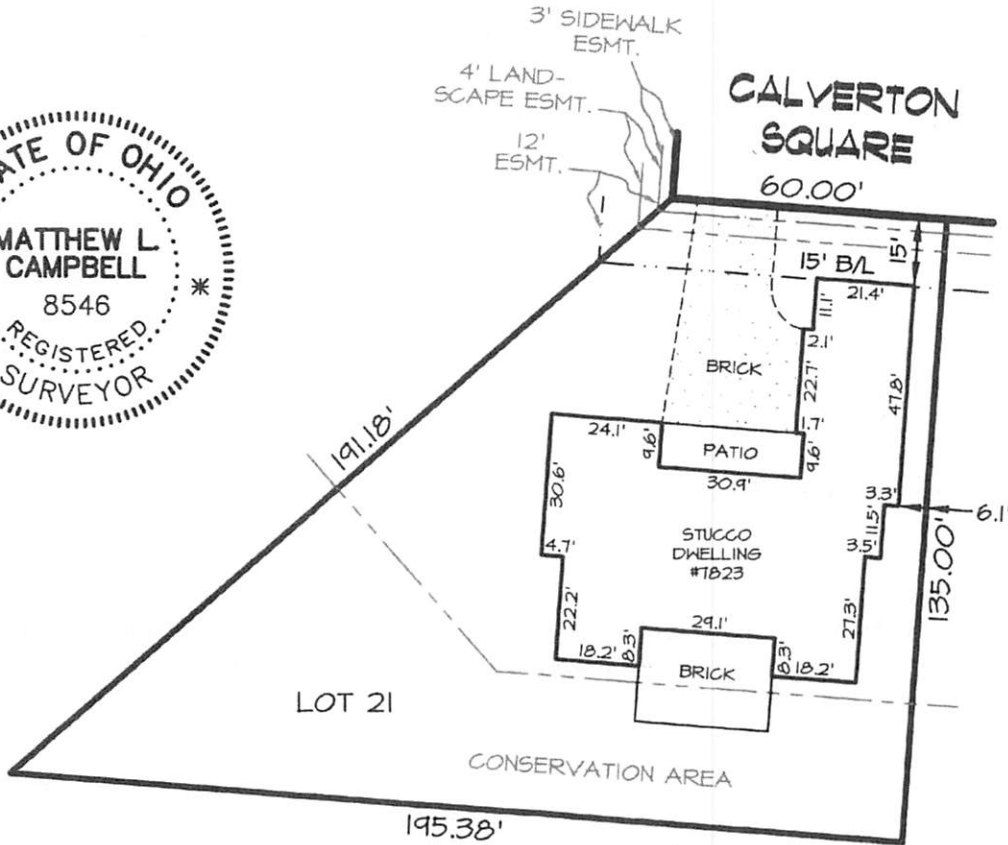 3' SIDEWALK
ESMT.
4' LAND-
SCAPE ESMT.
12'
ESMT.
CALVERTON
SQUARE
60.00'
ATE OF OHIO
MATTHEW L.
CAMPBELL
8546
*
REGISTERED
SURVEYOR
15'
15' B/L
21.4'
11.1'
2.1'
BRICK
22.7'
47.8'
191.18'
24.1'
9.6'
1.7'
PATIO
9.6'
30.9'
30.6'
3.3'
6.1
11.5'
STUCCO
DWELLING
#7823
4.7'
3.5'
135.00'
22.2'
29.1'
27.3'
18.2'
8.3'
BRICK
8.3'
18.2'
LOT 21
CONSERVATION AREA
195.38'